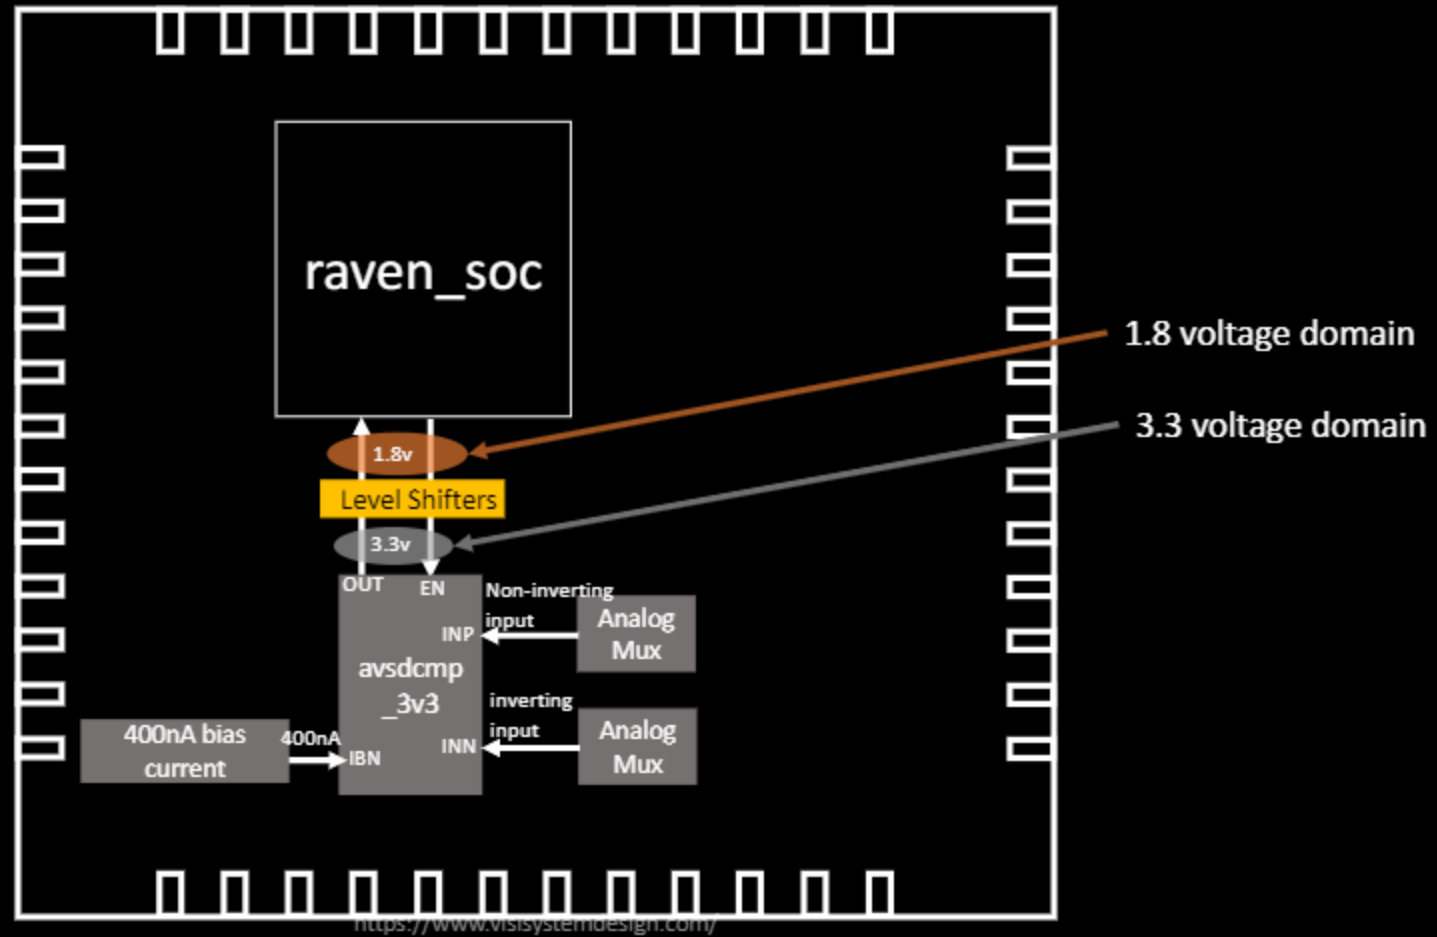 raven_soc
1.8 voltage domain
3.3 voltage domain
1.8v
Level Shifters
3.3v
OUT
EN
Non-inverting
input
INP
Analog
Mux
avsdcmp
_3v3
inverting
input
INN
Analog
Mux
400nA bias
current
400nA
IBN
https://www.vlsisystemdesign.com/